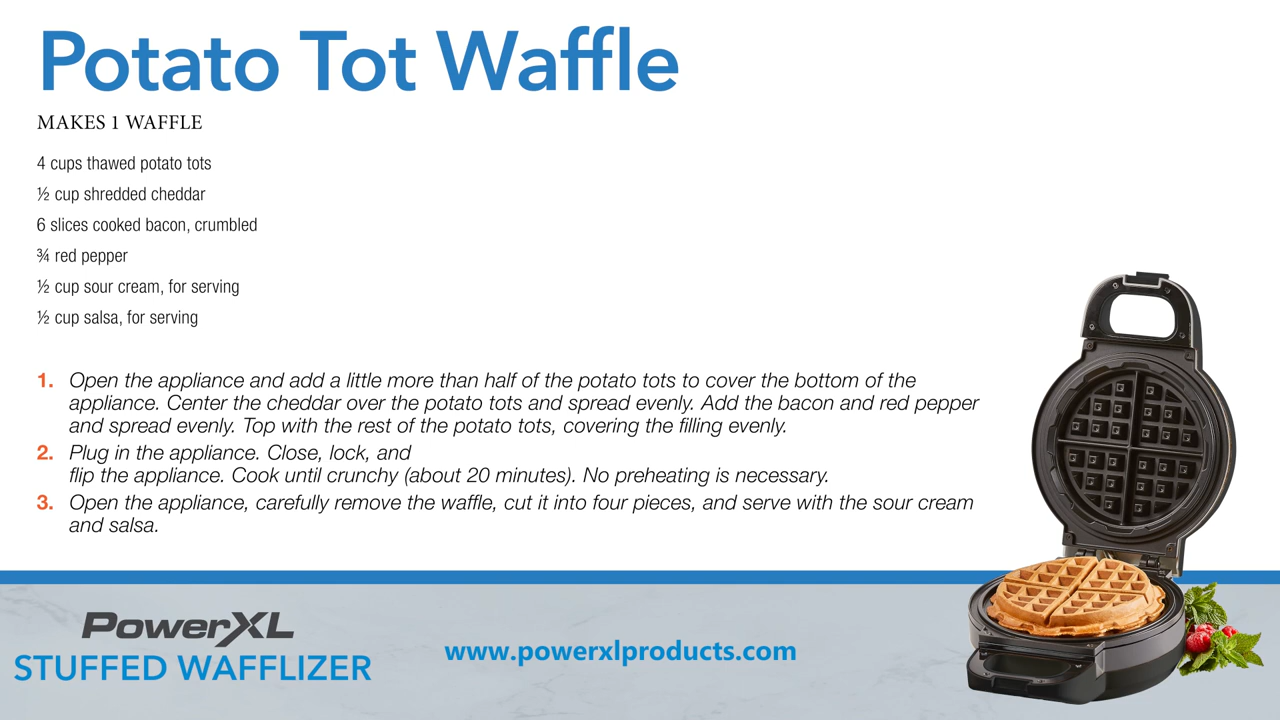 Potato Tot Waffle
MAKES 1 WAFFLE
4 cups thawed potato tots
½ cup shredded cheddar
6 slices cooked bacon, crumbled
¾ red pepper
½ cup sour cream, for serving
½ cup salsa, for serving
1. Open the appliance and add a little more than half of the potato tots to cover the bottom of the
appliance. Center the cheddar over the potato tots and spread evenly. Add the bacon and red pepper
and spread evenly. Top with the rest of the potato tots, covering the filling evenly.
2. Plug in the appliance. Close, lock, and
flip the appliance. Cook until crunchy (about 20 minutes). No preheating is necessary.
3. Open the appliance, carefully remove the waffle, cut it into four pieces, and serve with the sour cream
and salsa.
PowerXL
STUFFED WAFFLIZER
www.powerxlproducts.com